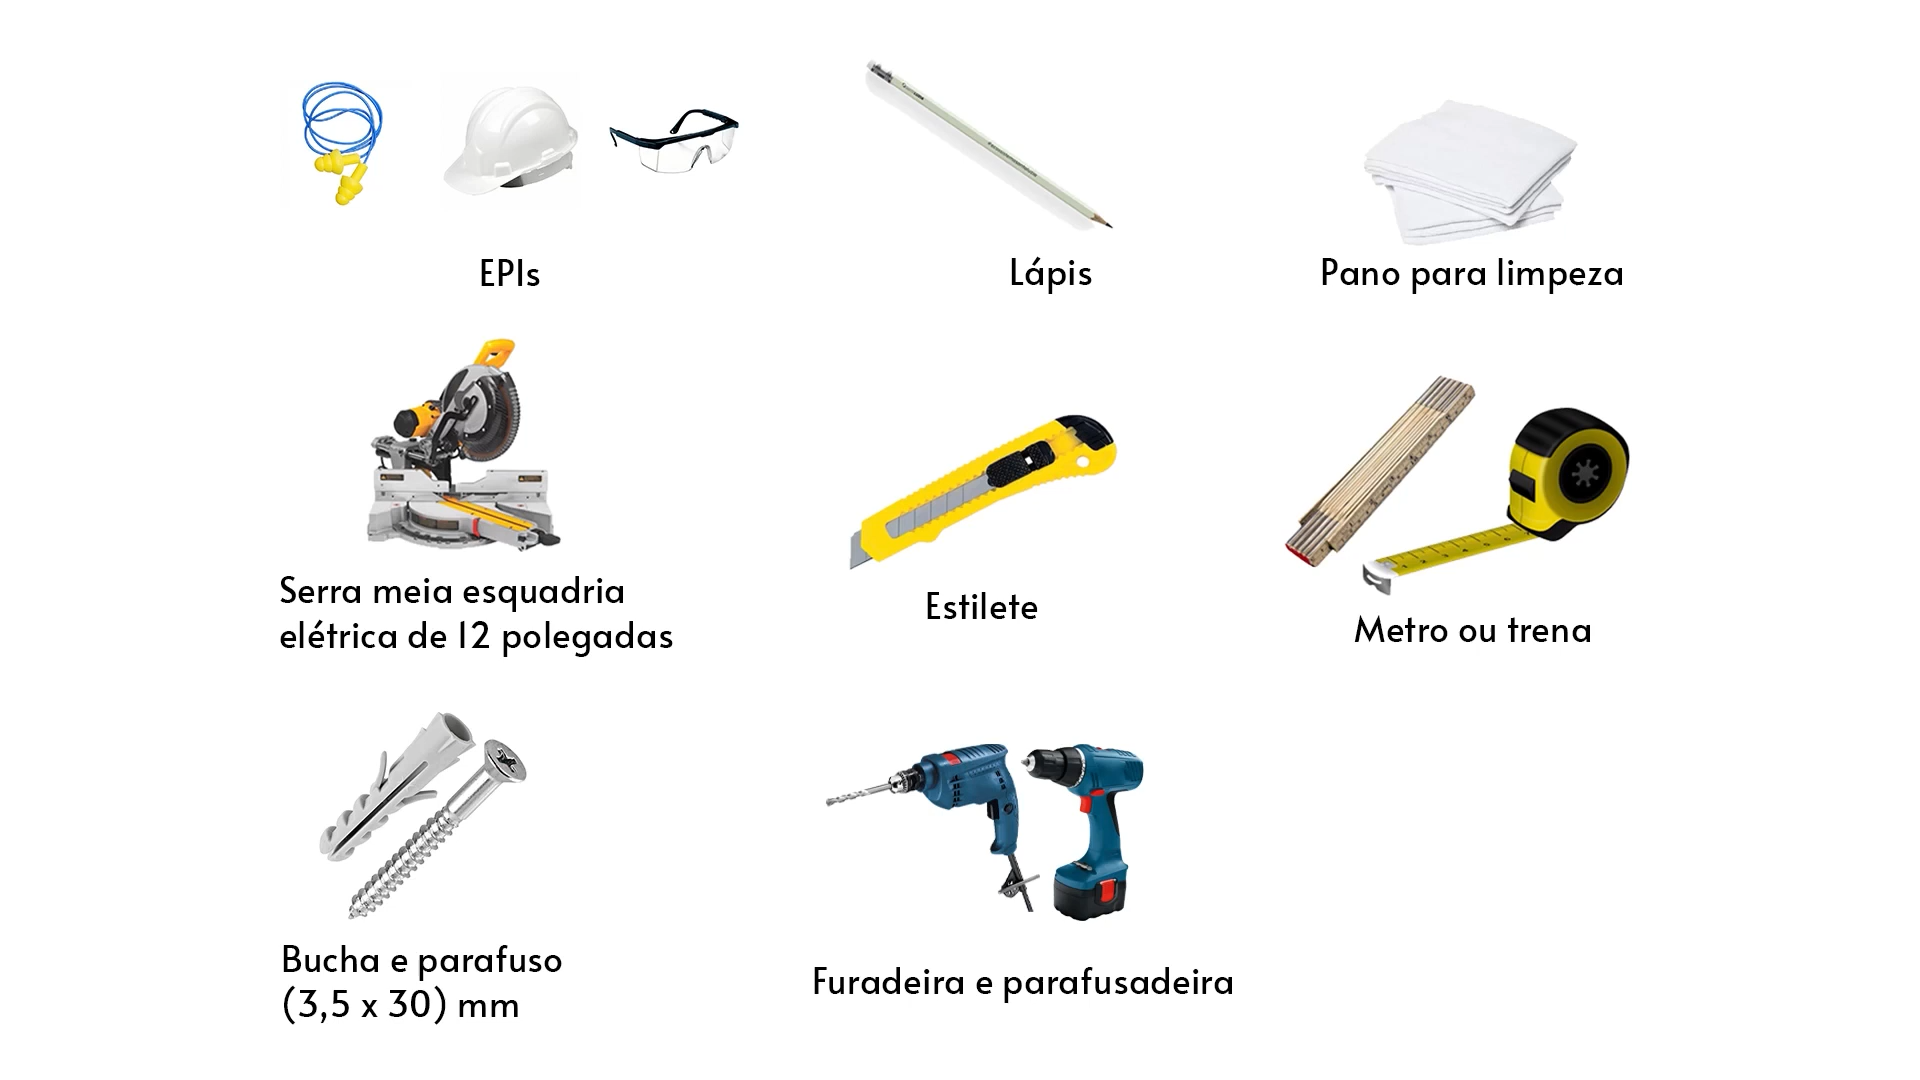 EPIs
Lápis
Pano para limpeza
Serra meia esquadria
elétrica de 12 polegadas
Estilete
Metro ou trena
Bucha e parafuso
(3,5 x 30) mm
Furadeira e parafusadeira